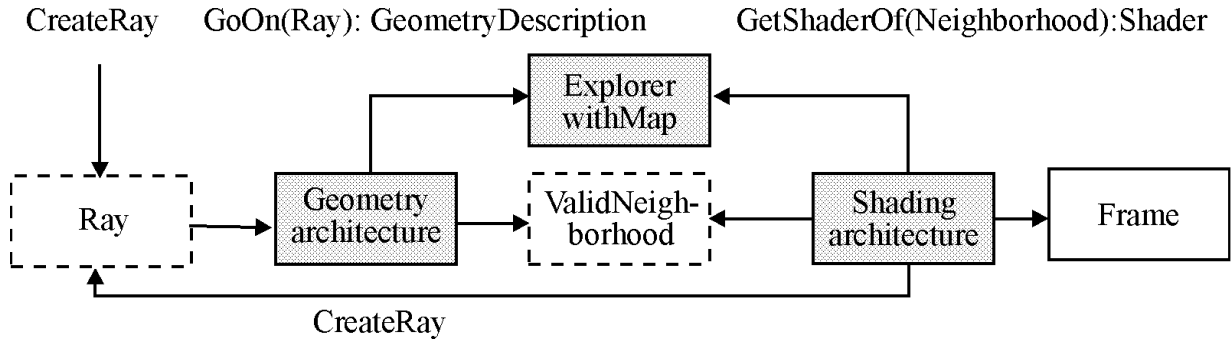 CreateRay GoOn(Ray): GeometryDescription GetShaderOf(Neighborhood):Shader
Explorer
withMap
Ray
Geometry
architecture
ValidNeigh-
borhood
Shading
architecture
Frame
CreateRay